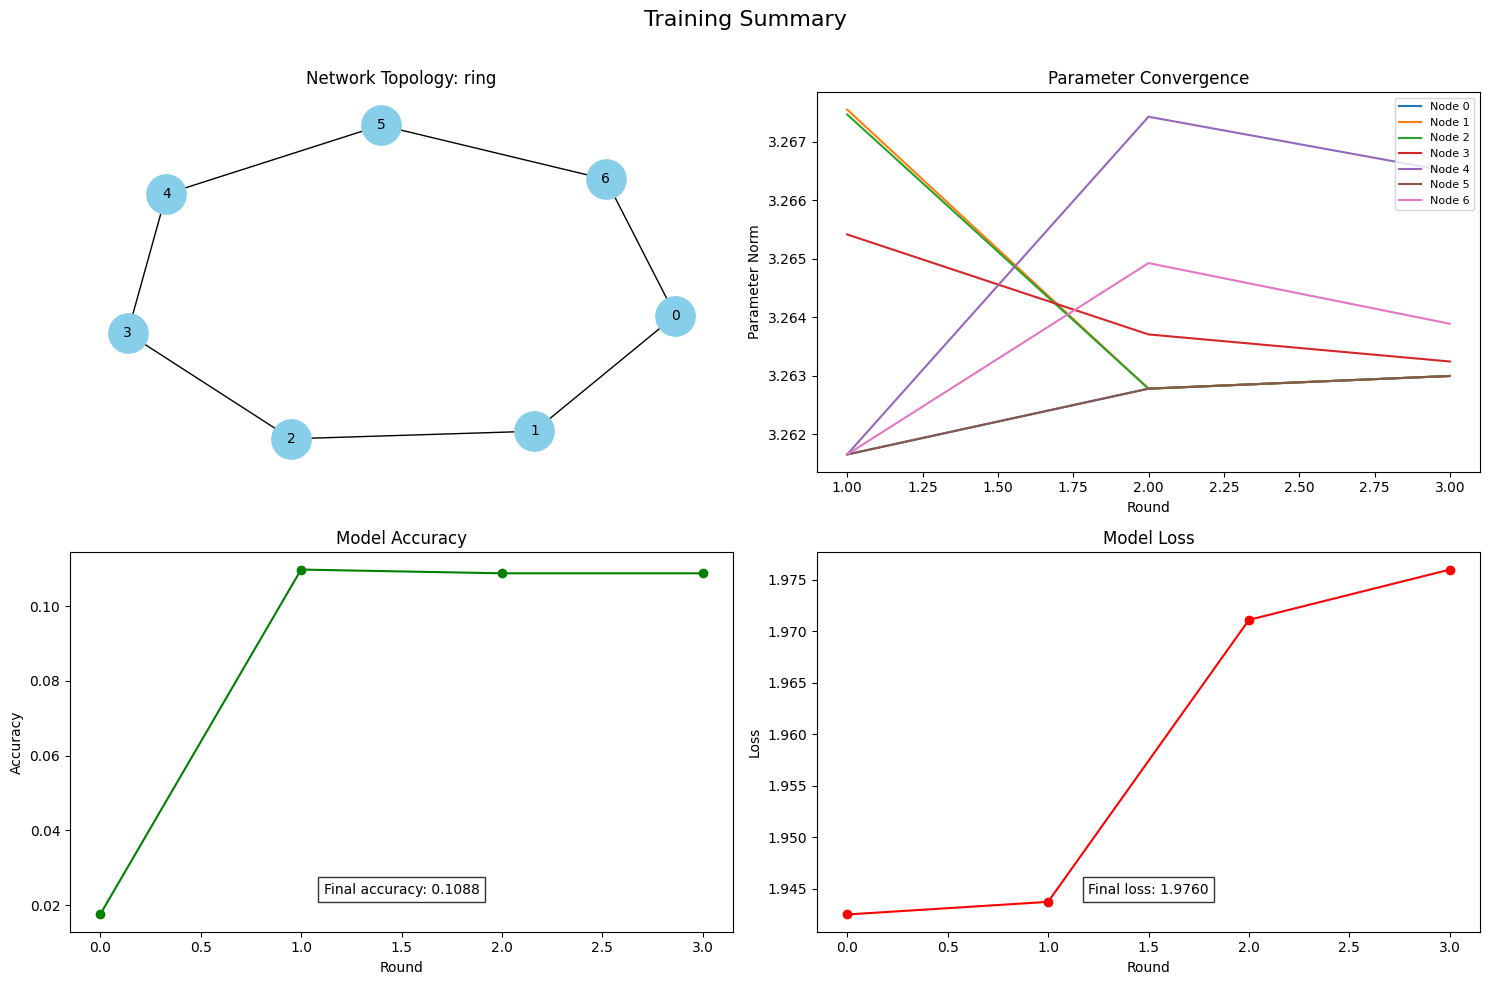 Training Summary
Network Topology: ring
5
6
4
0
3
1
2
Parameter Convergence
Parameter Norm
3.267
3.266
3.265
3.264
3.263
3.262
Node 0
Node 1
Node 2
Node 3
Node 4
Node 5
Node 6
1.00 1.25 1.50 1.75 2.00 2.25 2.50 2.75 3.00
Round
Model Accuracy
Accuracy
0.10
0.08
0.06
0.04
0.02
Final accuracy: 0.1088
0.0 0.5 1.0 1.5 2.0 2.5 3.0
Round
Model Loss
Loss
1.975
1.970
1.965
1.960
1.955
1.950
1.945
Final loss: 1.9760
0.0 0.5 1.0 1.5 2.0 2.5 3.0
Round